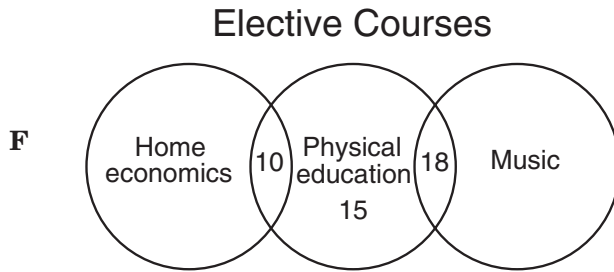 Elective Courses
F
Home
economics
10
Physical
education
15
18
Music